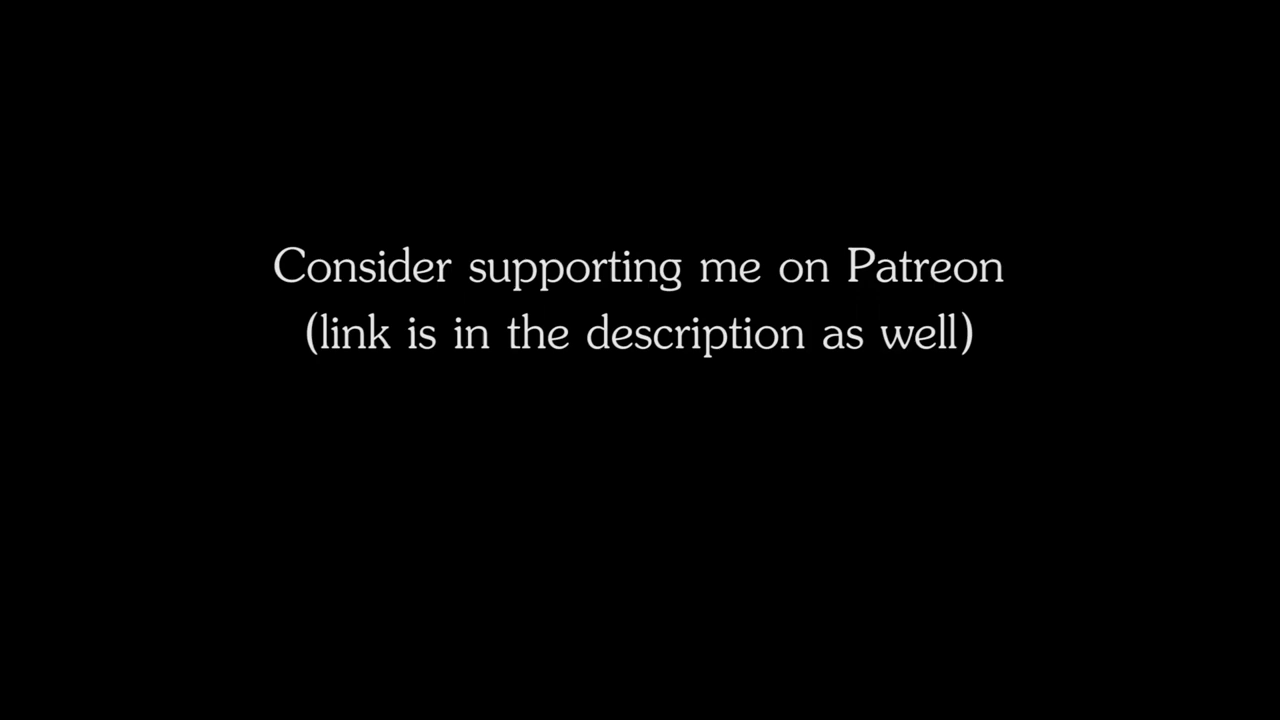 Consider supporting me on Patreon
(link is in the description as well)